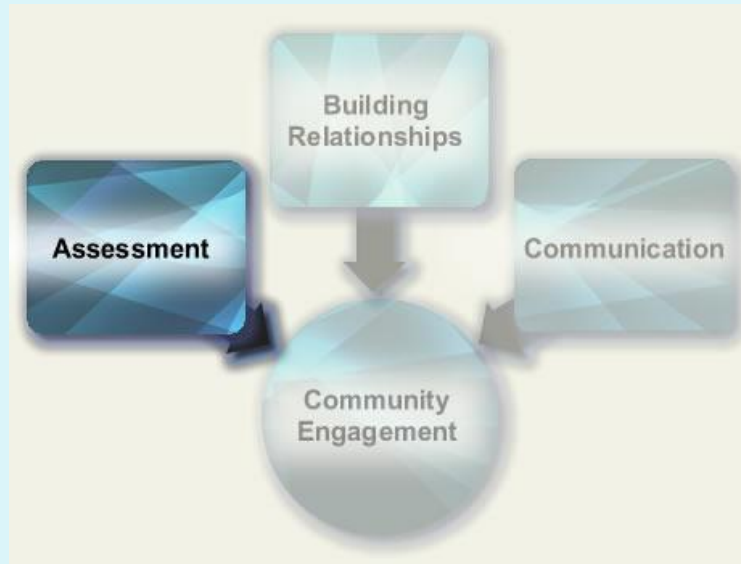 Building
Relationships
Assessment
Communication
Community
Engagement